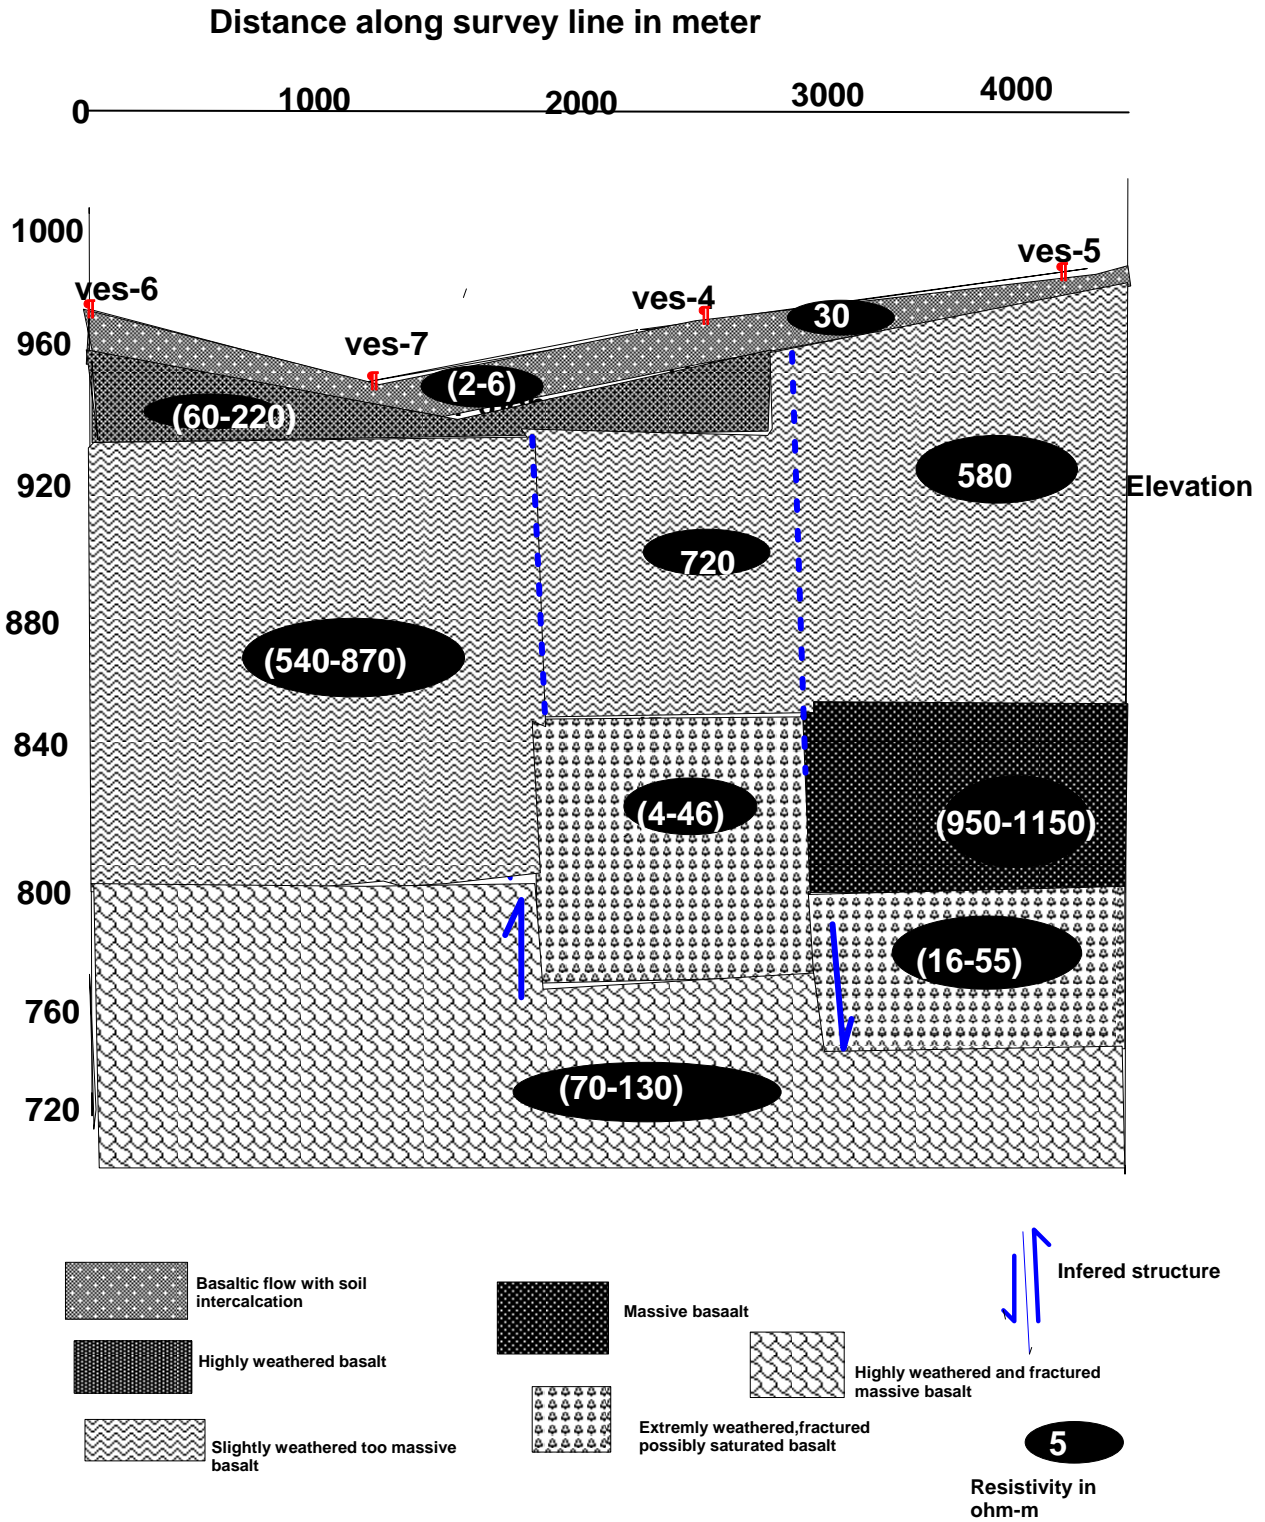 Distance along survey line in meter
0
1000
2000
3000
4000
1000
960
920
880
840
800
760
720
ves-6
ves-7
ves-4
ves-5
30
(2-6)
(60-220)
580
Elevation
720
(540-870)
(4-46)
(950-1150)
(16-55)
(70-130)
Basaltic flow with soil
intercalcation
Highly weathered basalt
Slightly weathered too massive
basalt
Massive basaalt
Extremly weathered,fractured
possibly saturated basalt
Highly weathered and fractured
massive basalt
Infered structure
5
Resistivity in
ohm-m